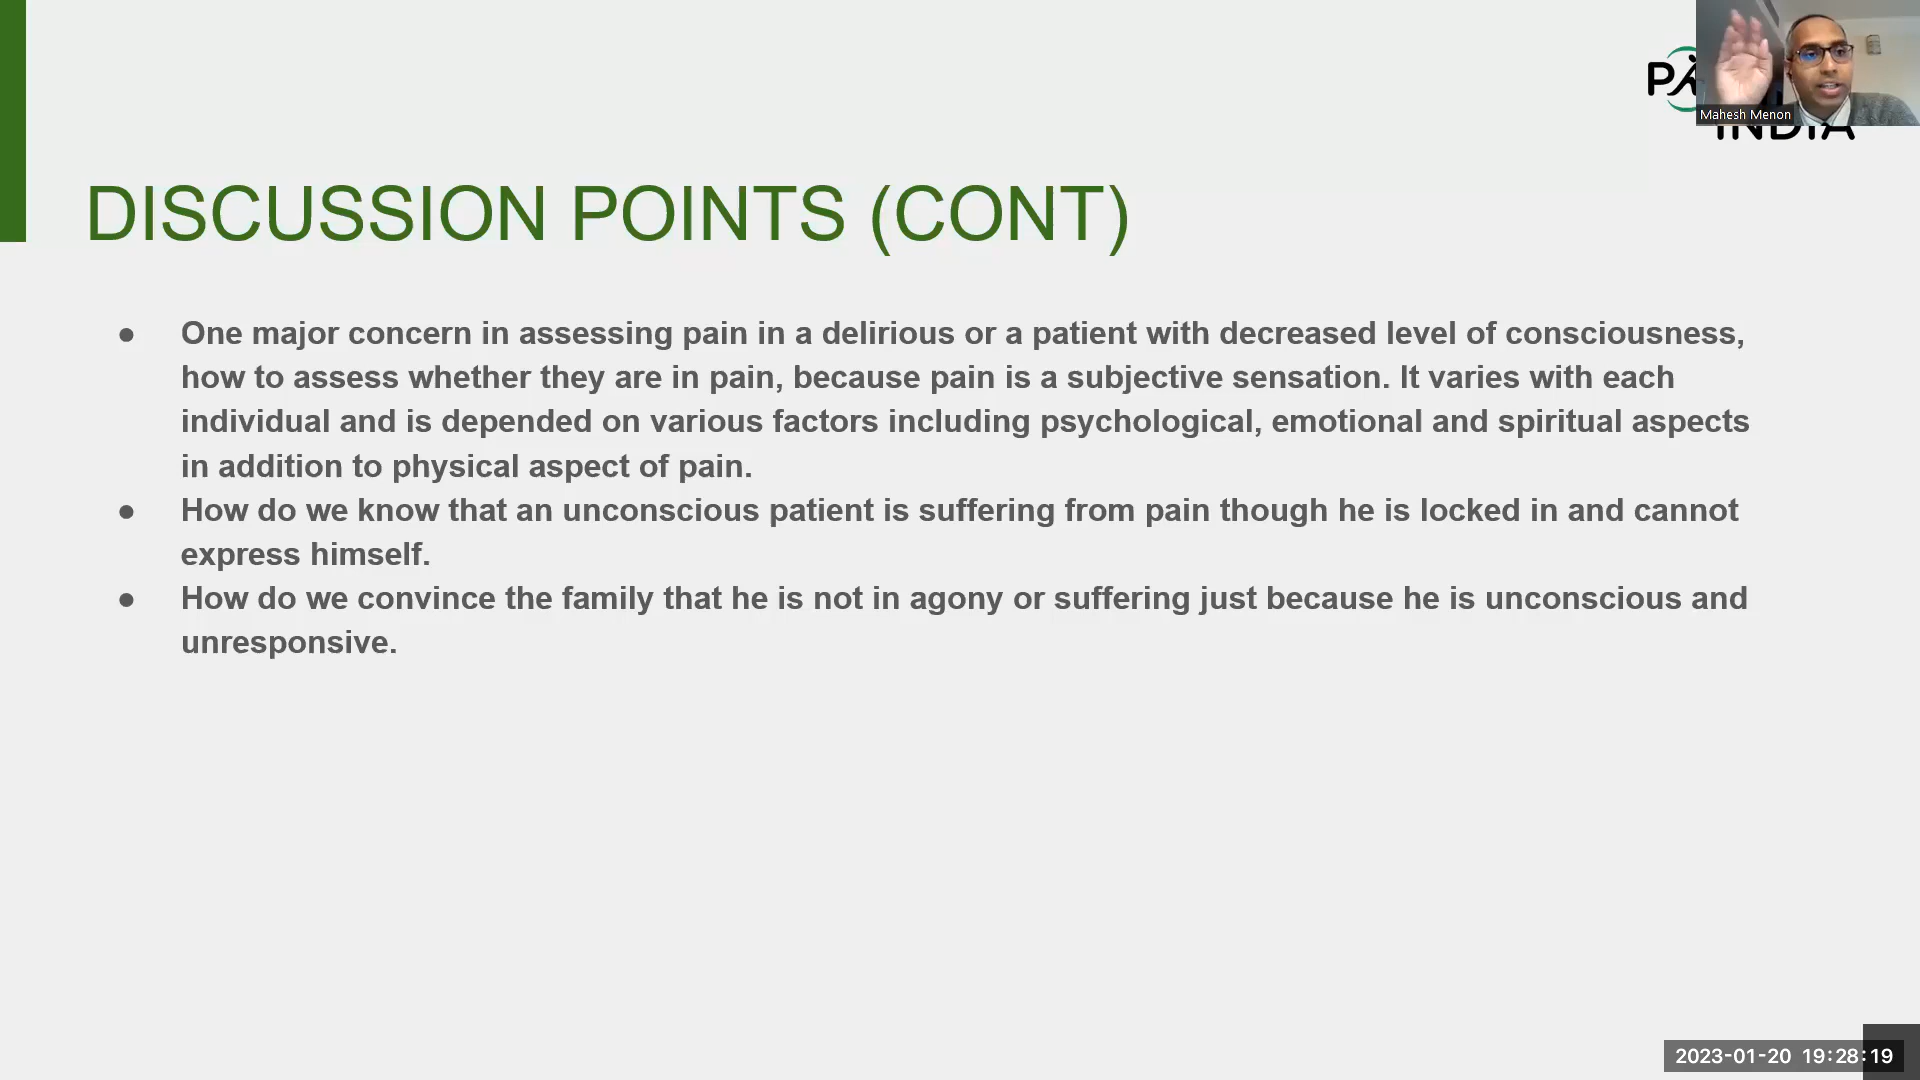 DISCUSSION POINTS (CONT)
● One major concern in assessing pain in a delirious or a patient with decreased level of consciousness,
how to assess whether they are in pain, because pain is a subjective sensation. It varies with each
individual and is depended on various factors including psychological, emotional and spiritual aspects
in addition to physical aspect of pain.
● How do we know that an unconscious patient is suffering from pain though he is locked in and cannot
express himself.
● How do we convince the family that he is not in agony or suffering just because he is unconscious and
unresponsive.
Mahesh Menon
INDIA
2023-01-20 19:28:19